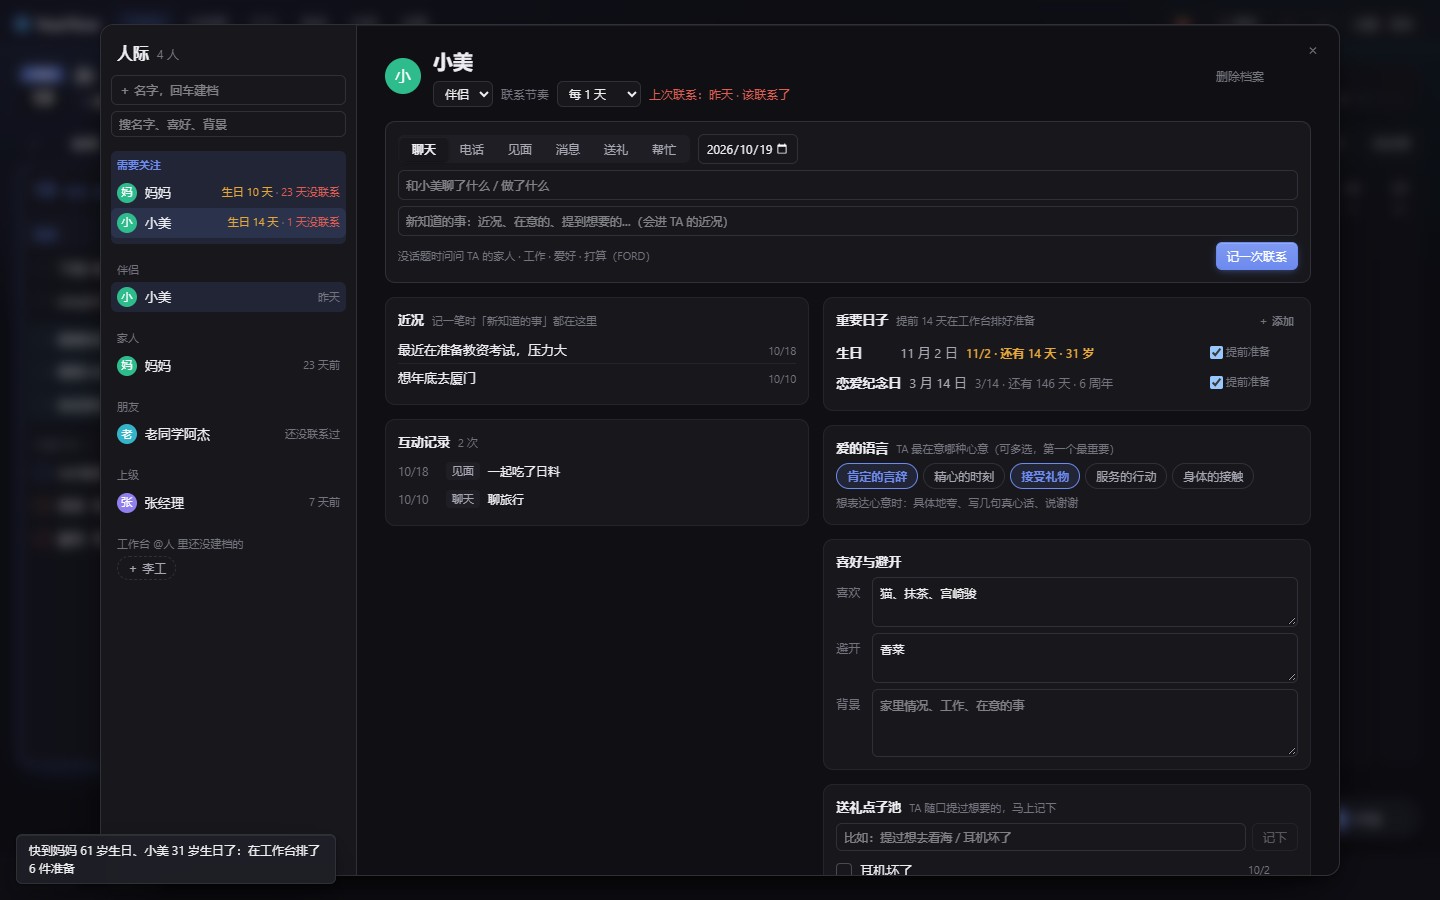 人际 4 人
+ 名字，回车建档
搜名字、喜好、背景
需要关注
妈 妈妈 生日 10 天 · 23 天没联系
小 小美 生日 14 天 · 1 天没联系
伴侣
小 小美 昨天
家人
妈 妈妈 23 天前
朋友
老 老同学阿杰 还没联系过
上级
张 张经理 7 天前
工作台 @人 里还没建档的
+ 李工
快到妈妈 61 岁生日、小美 31 岁生日了：在工作台排了
6 件准备
×
小 小美
伴侣 联系节奏 每 1 天 上次联系：昨天 · 该联系了
删除档案
聊天 电话 见面 消息 送礼 帮忙 2026/10/19
和小美聊了什么 / 做了什么
新知道的事：近况、在意的、提到想要的...（会进 TA 的近况）
没话题时问问 TA 的家人 · 工作 · 爱好 · 打算（FORD）
记一次联系
近况 记一笔时「新知道的事」都在这里
最近在准备教资考试，压力大 10/18
想年底去厦门 10/10
互动记录 2 次
10/18 见面 一起吃了日料
10/10 聊天 聊旅行
重要日子 提前 14 天在工作台排好准备 + 添加
生日 11 月 2 日 11/2 · 还有 14 天 · 31 岁 提前准备
恋爱纪念日 3 月 14 日 3/14 · 还有 146 天 · 6 周年 提前准备
爱的语言 TA 最在意哪种心意（可多选，第一个最重要）
肯定的言辞 精心的时刻 接受礼物 服务的行动 身体的接触
想表达心意时：具体地夸、写几句真心话、说谢谢
喜好与避开
喜欢 猫、抹茶、宫崎骏
避开 香菜
背景 家里情况、工作、在意的事
送礼点子池 TA 随口提过想要的，马上记下
比如：提过想去看海 / 耳机坏了 记下
耳机坏了 10/2